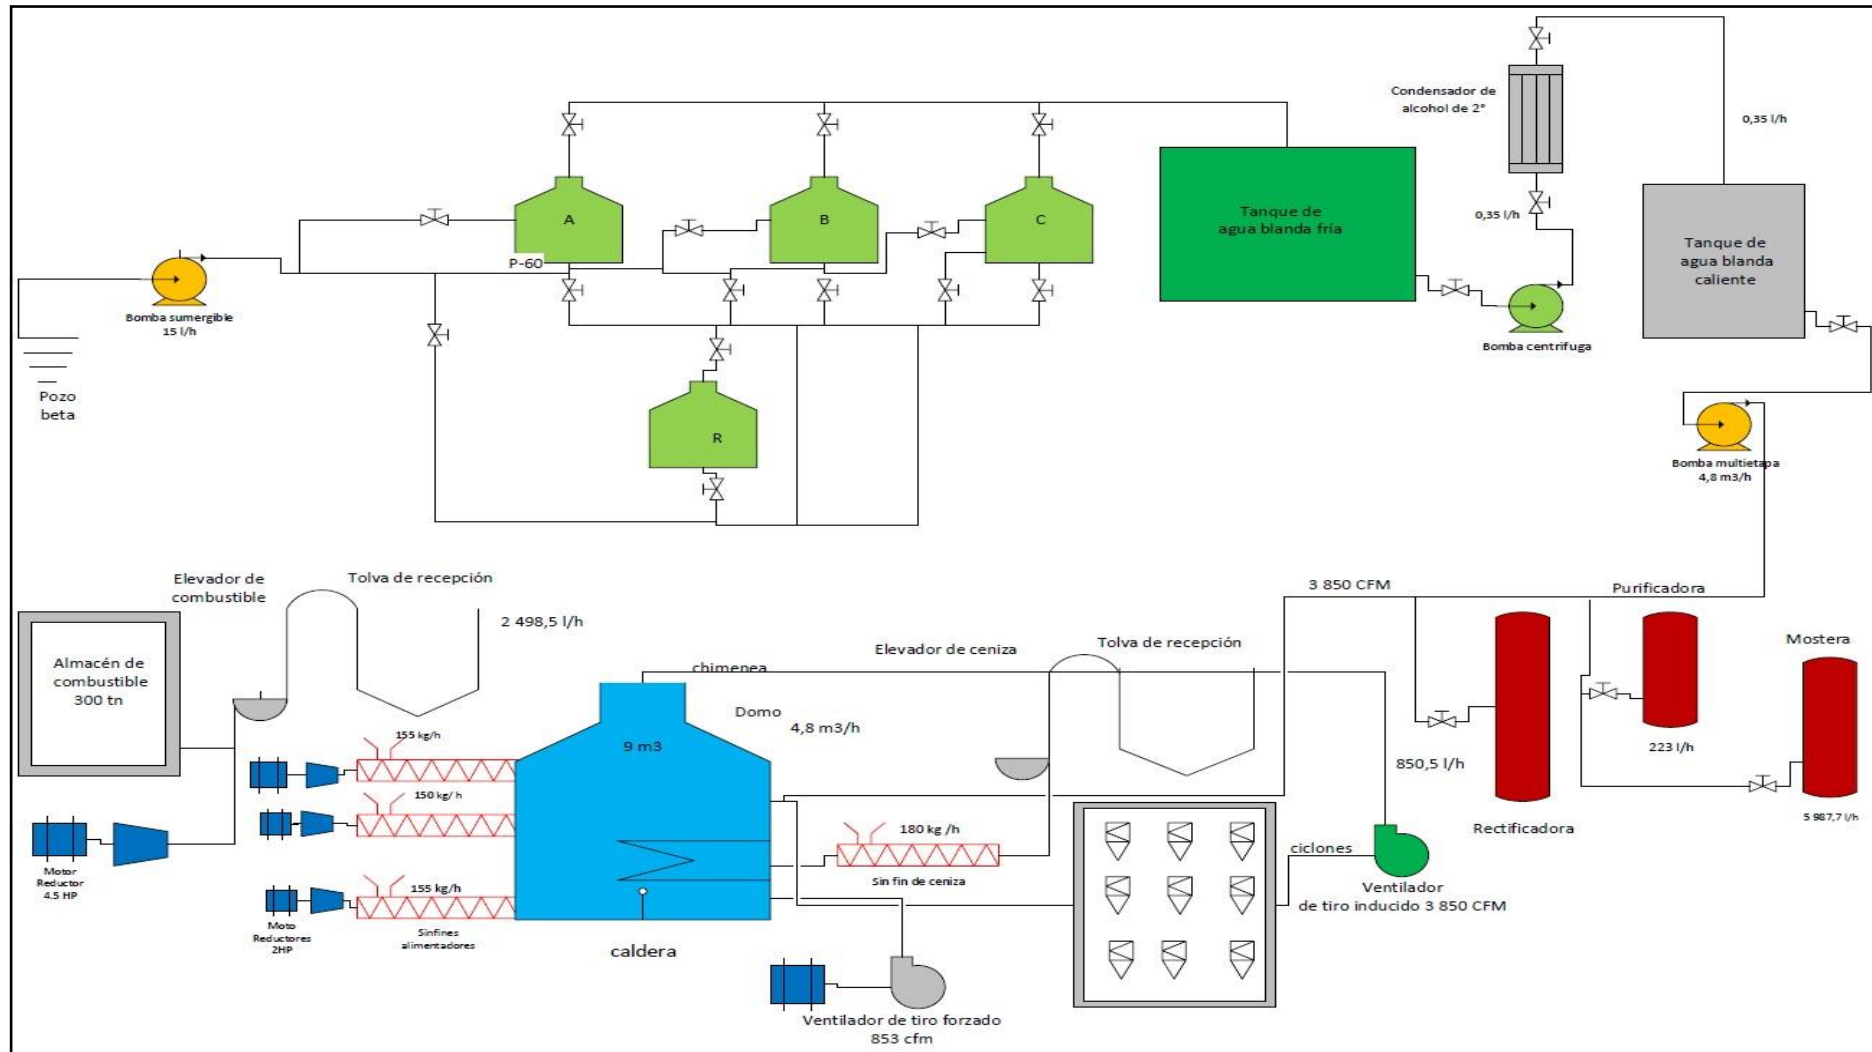 Condensador de
alcohol de 2°
0,35 l/h
A
B
C
Tanque de
agua blanda fría
0,35 l/h
Tanque de
agua blanda
caliente
P-60
Bomba sumergible
15 l/h
Bomba centrifuga
Pozo
beta
R
Bomba multietapa
4,8 m3/h
Elevador de
combustible
Tolva de recepción
3 850 CFM
Purificadora
2 498,5 l/h
Almacén de
combustible
300 tn
chimenea
Elevador de ceniza
Tolva de recepción
Mostera
Domo
4,8 m3/h
9 m3
155 kg/h
223 l/h
850,5 l/h
150 kg/ h
180 kg /h
5 987,7 l/h
Rectificadora
ciclones
Motor
Reductor
4.5 HP
Sin fin de ceniza
155 kg/h
Ventilador
de tiro inducido 3 850 CFM
Moto
Reductores
2HP
Sinfines
alimentadores
caldera
Ventilador de tiro forzado
853 cfm